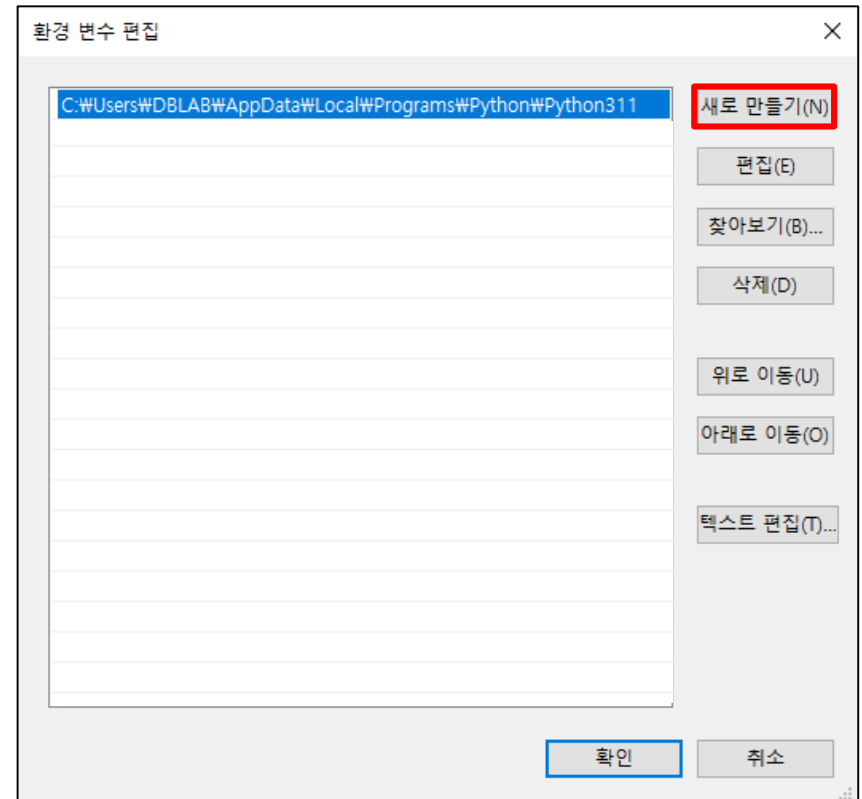 환경 변수 편집
C:₩Users₩DBLAB₩AppData₩Local₩Programs₩Python₩Python311
새로 만들기(N)
편집(E)
찾아보기(B)...
삭제(D)
위로 이동(U)
아래로 이동(O)
텍스트 편집(T)...
확인
취소